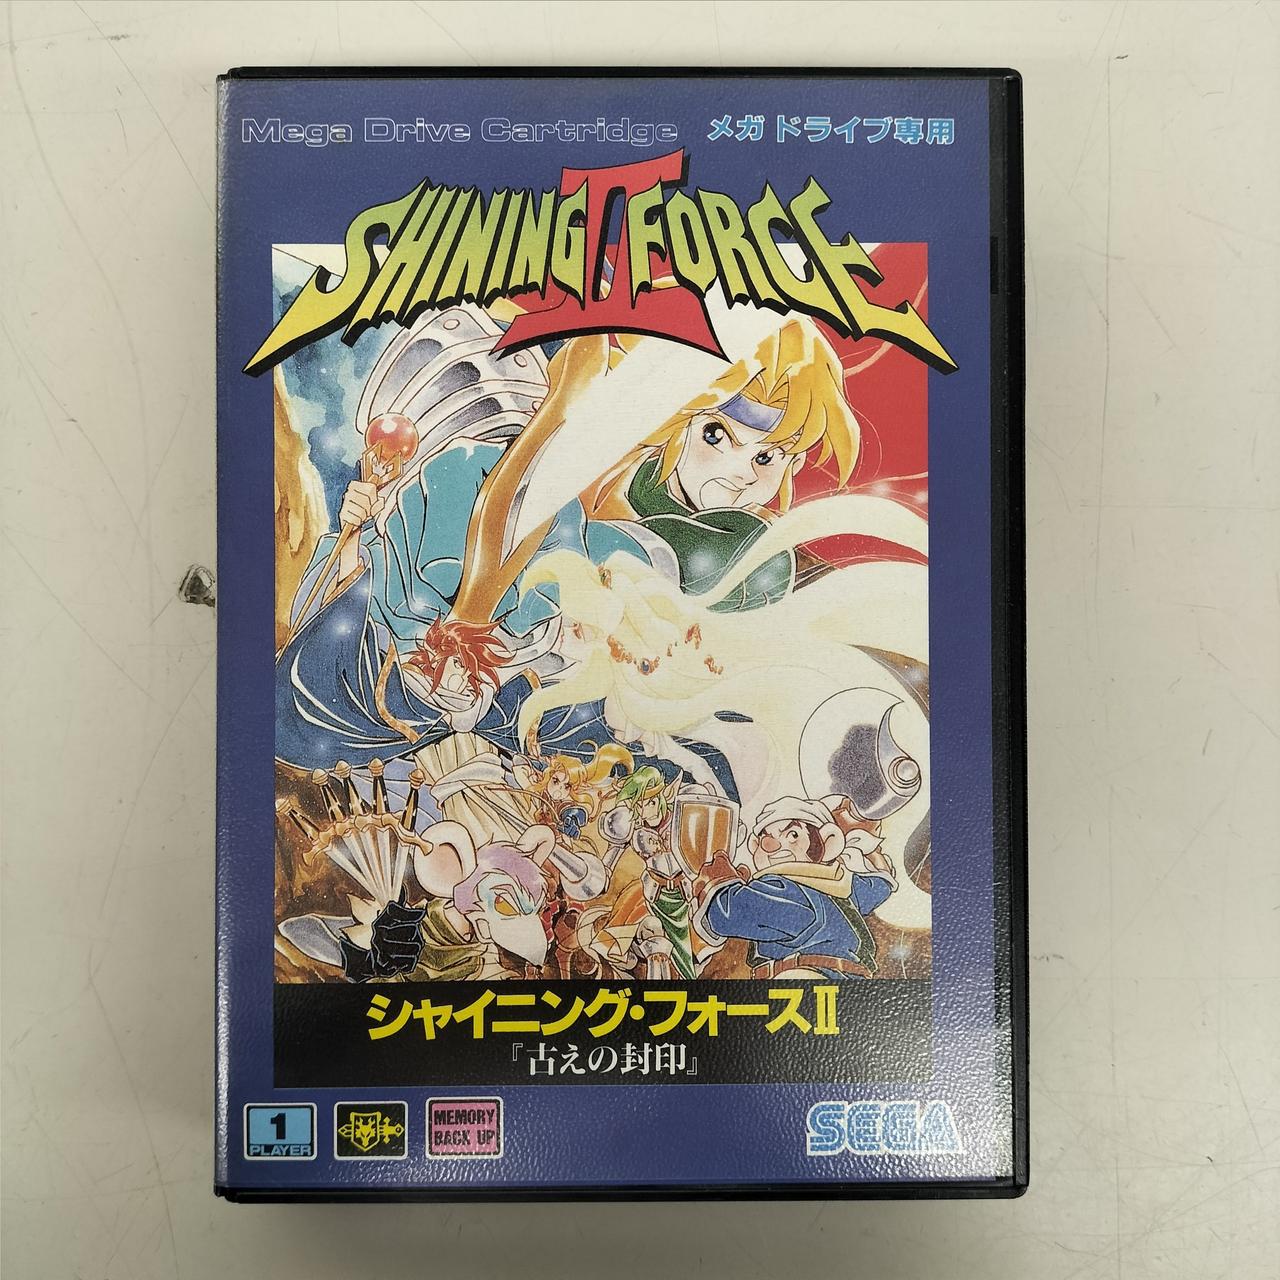 Mega Drive Cartridge メガドライブ専用
SHINING FORCE II
シャイニング・フォースⅡ
『古えの封印』
1
PLAYER
MEMORY
BACK UP
SEGA